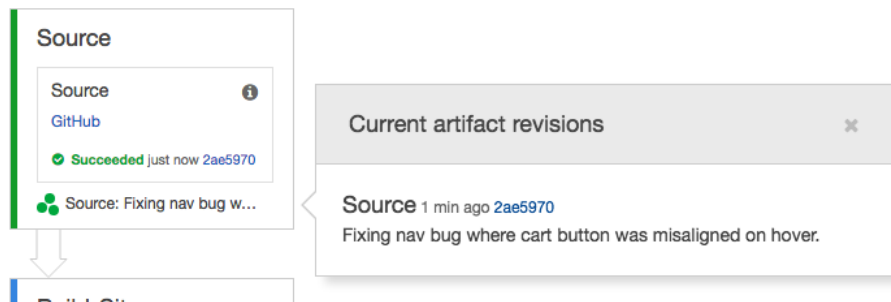 Source
Source
GitHub
Succeeded just now 2ae5970
Source: Fixing nav bug w...
Current artifact revisions
Source 1 min ago 2ae5970
Fixing nav bug where cart button was misaligned on hover.